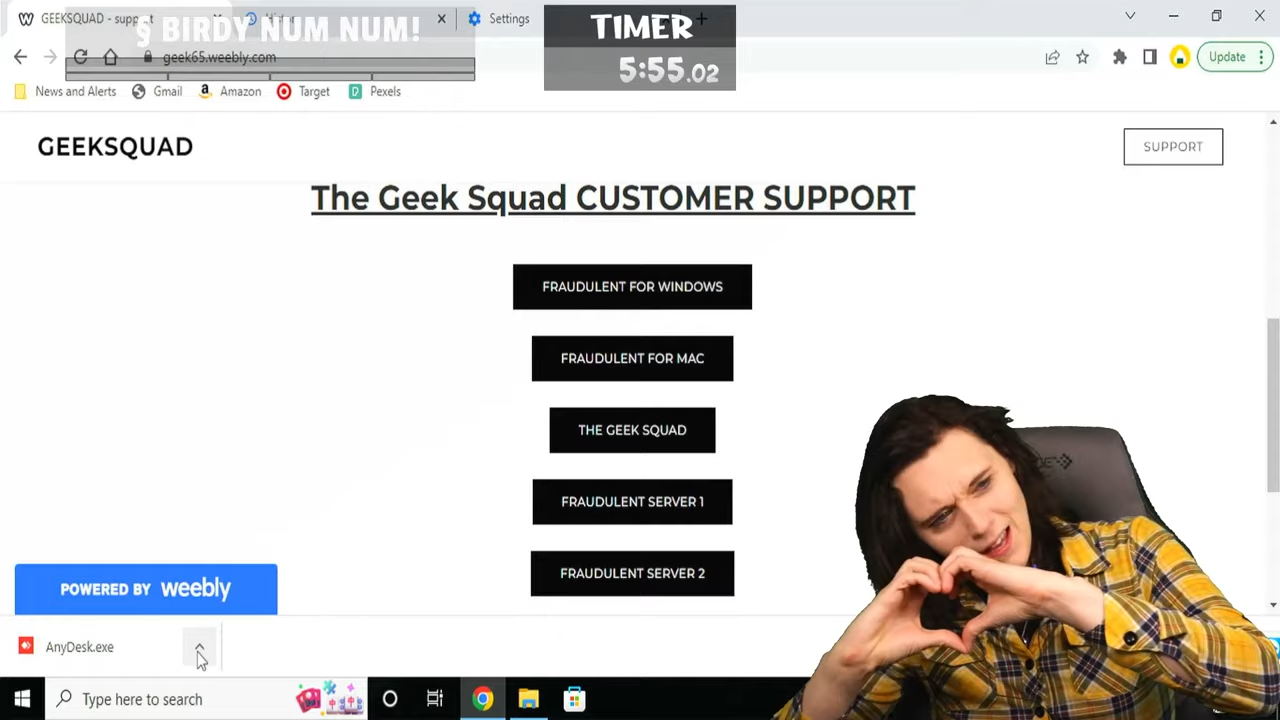 GEEKSQUAD - suppor
§ BIRDY NUM NUM!
Settings
TIMER
5:55.02
geek65.weebly.com
Update
News and Alerts
Gmail
Amazon
Target
Pexels
GEEKSQUAD
SUPPORT
The Geek Squad CUSTOMER SUPPORT
FRAUDULENT FOR WINDOWS
FRAUDULENT FOR MAC
THE GEEK SQUAD
FRAUDULENT SERVER 1
FRAUDULENT SERVER 2
POWERED BY weebly
AnyDesk.exe
Type here to search